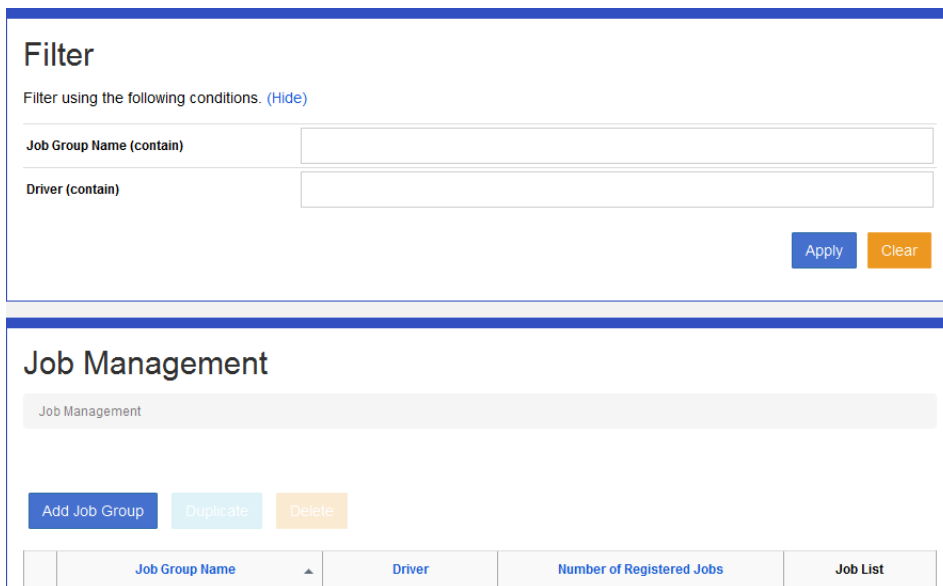 Filter
Filter using the following conditions. (Hide)
Job Group Name (contain)
Driver (contain)
Apply Clear
Job Management
Job Management
Add Job Group Duplicate Delete
Job Group Name Driver Number of Registered Jobs Job List